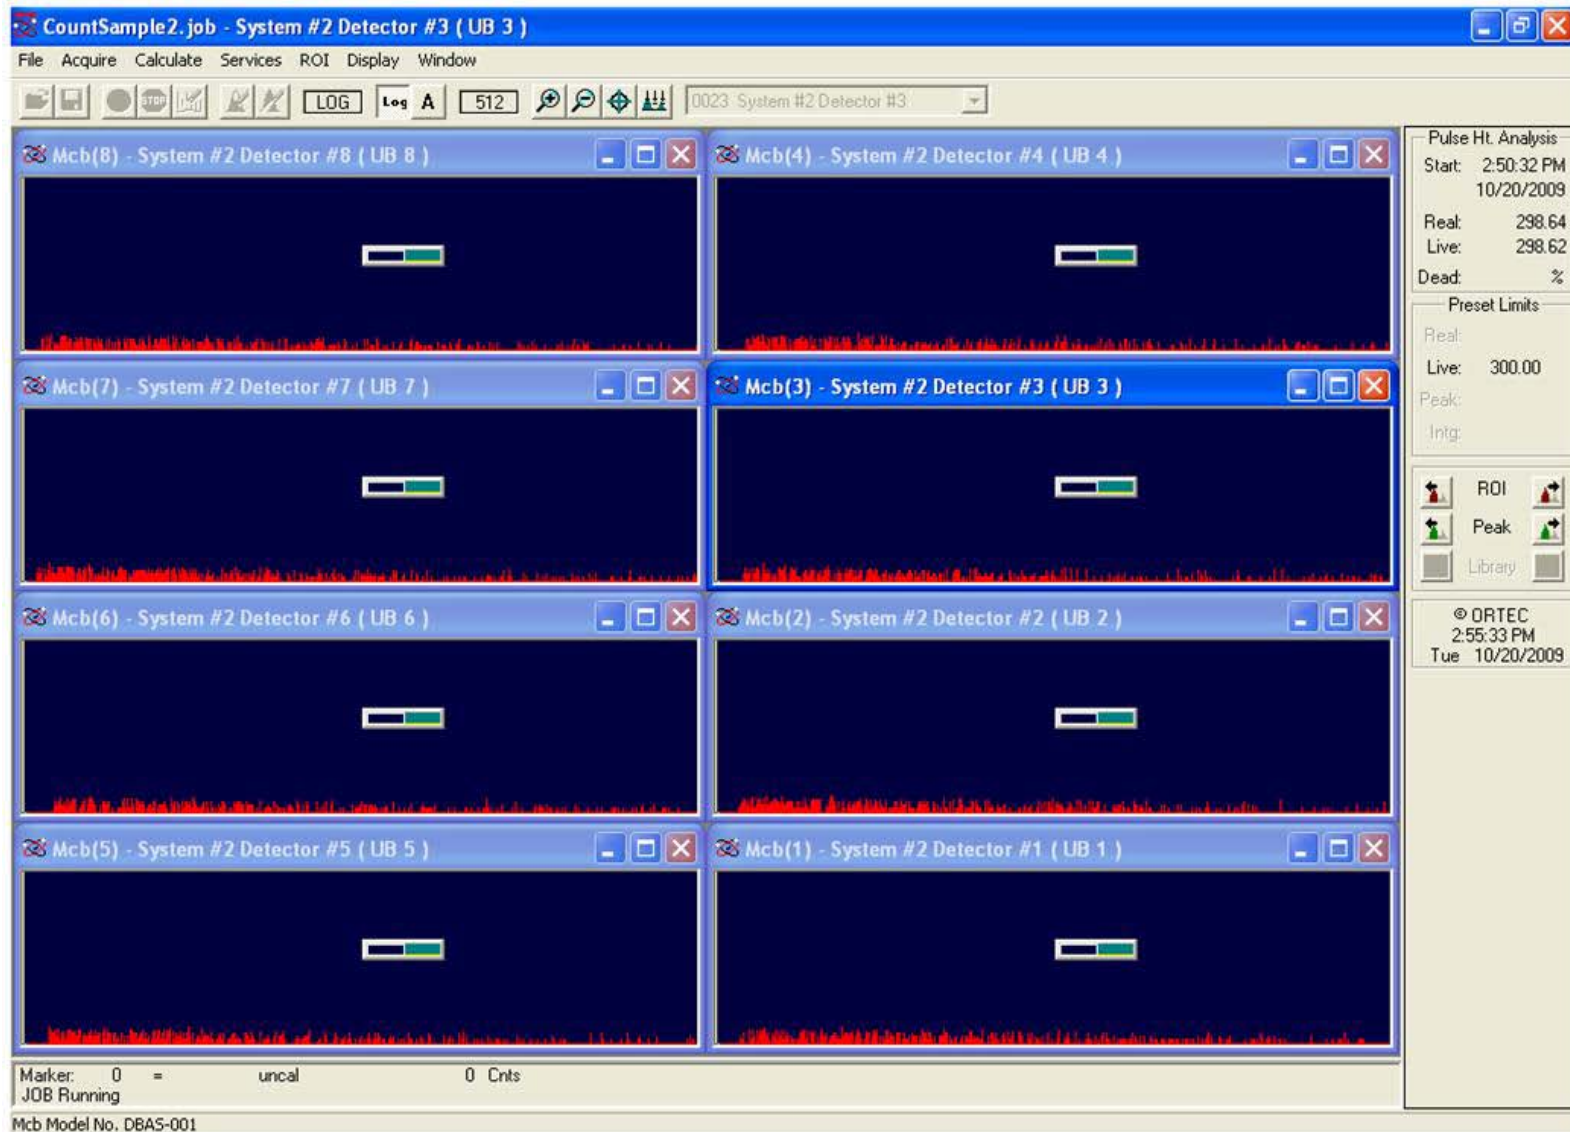 CountSample2.job - System #2 Detector #3 ( UB 3 )
File Acquire Calculate Services ROI Display Window
STOP LOG Log A 512 0023 System #2 Detector #3
Mcb(8) - System #2 Detector #8 ( UB 8 )
Mcb(4) - System #2 Detector #4 ( UB 4 )
Mcb(7) - System #2 Detector #7 ( UB 7 )
Mcb(3) - System #2 Detector #3 ( UB 3 )
Mcb(6) - System #2 Detector #6 ( UB 6 )
Mcb(2) - System #2 Detector #2 ( UB 2 )
Mcb(5) - System #2 Detector #5 ( UB 5 )
Mcb(1) - System #2 Detector #1 ( UB 1 )
Pulse Ht. Analysis
Start: 2:50:32 PM
10/20/2009
Real: 298.64
Live: 298.62
Dead: %
Preset Limits
Real:
Live: 300.00
Peak:
Intg:
ROI
Peak
Library
© ORTEC
2:55:33 PM
Tue 10/20/2009
Marker: 0 = uncal 0 Cnts
JOB Running
Mcb Model No. DBAS-001